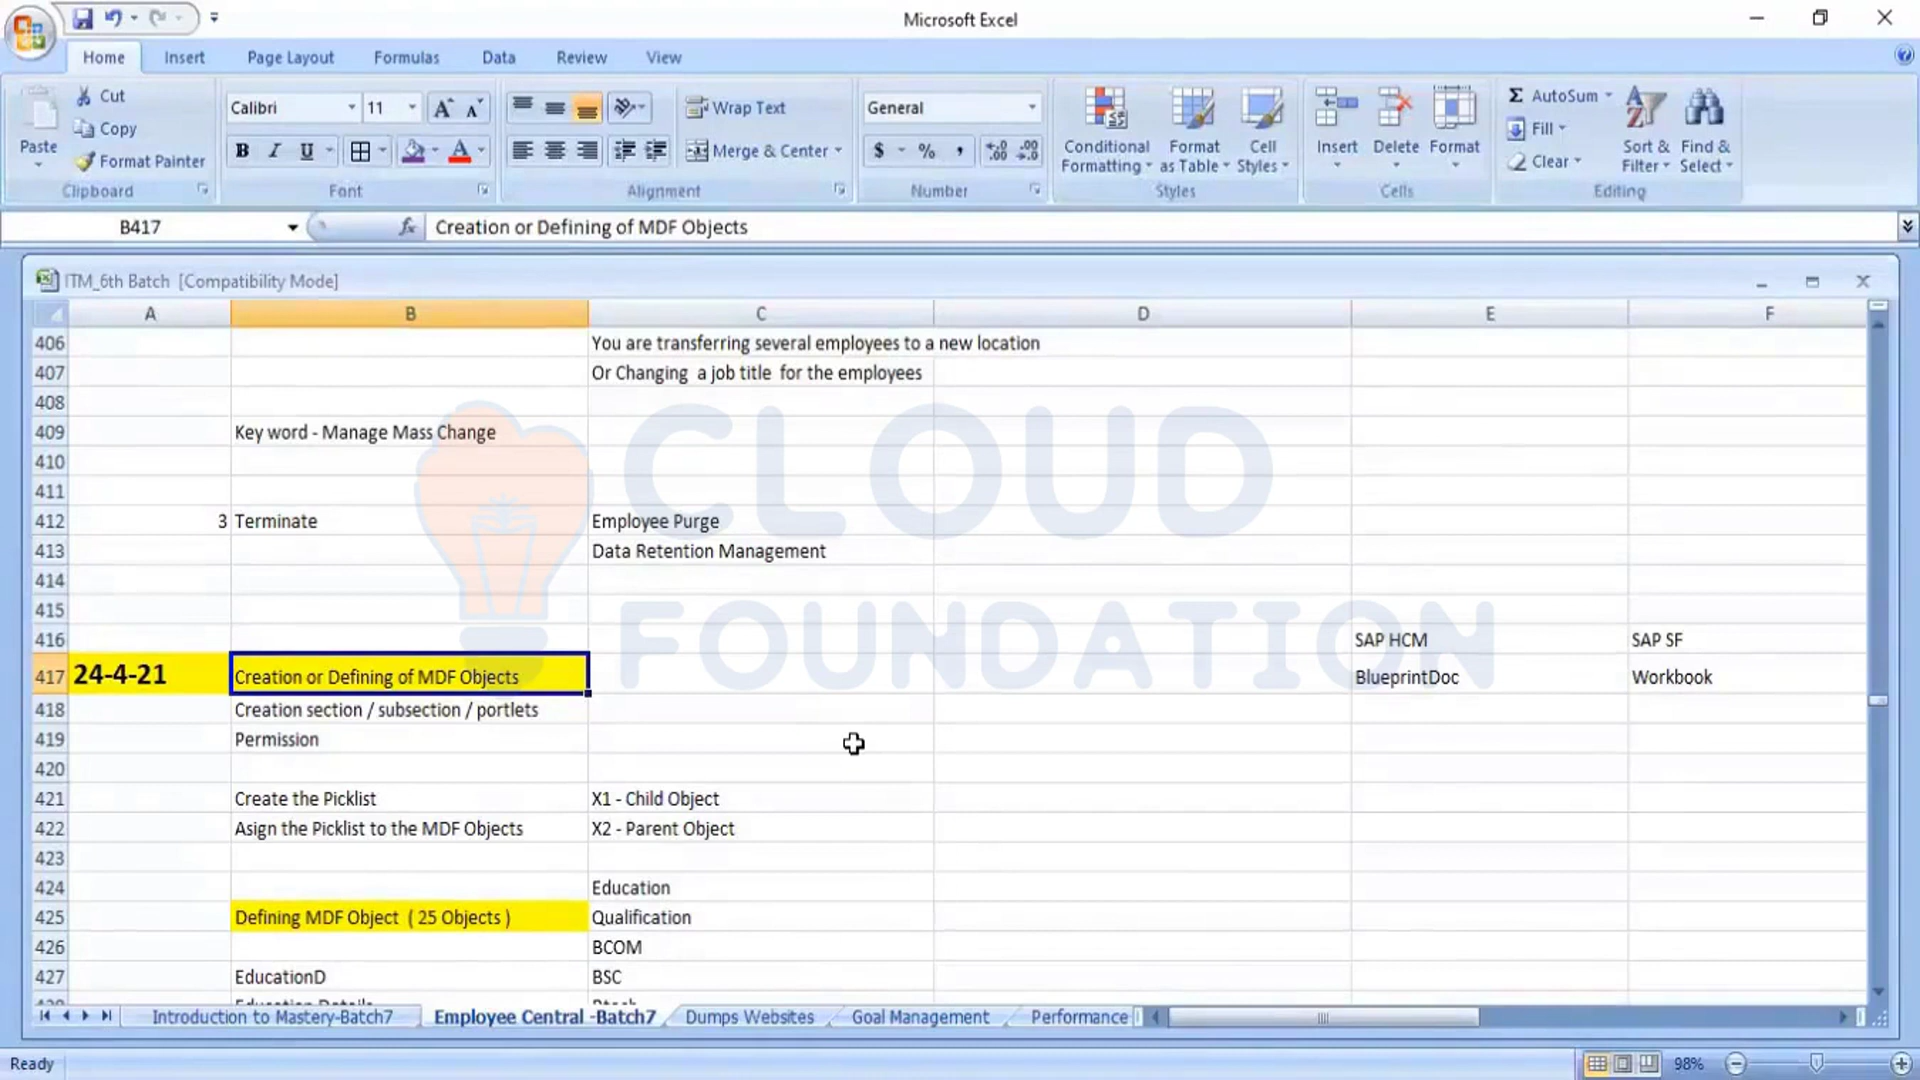 Microsoft Excel
Home Insert Page Layout Formulas Data Review View
Paste Cut Copy Format Painter
Calibri 11
B I U
Wrap Text
Merge & Center
General
$ % ,
Conditional Formatting Format as Table Cell Styles
Insert Delete Format
Σ AutoSum Fill Clear
Sort & Filter Find & Select
Clipboard Font Alignment Number Styles Cells Editing
B417 fx Creation or Defining of MDF Objects
ITM_6th Batch [Compatibility Mode]
A B C D E F
406 You are transferring several employees to a new location
407 Or Changing a job title for the employees
408
409 Key word - Manage Mass Change
410
411
412 3 Terminate Employee Purge
413 Data Retention Management
414
415
416 SAP HCM SAP SF
417 24-4-21 Creation or Defining of MDF Objects BlueprintDoc Workbook
418 Creation section / subsection / portlets
419 Permission
420
421 Create the Picklist X1 - Child Object
422 Asign the Picklist to the MDF Objects X2 - Parent Object
423
424 Education
425 Defining MDF Object ( 25 Objects ) Qualification
426 BCOM
427 EducationD BSC
CLOUD
FOUNDATION
Introduction to Mastery-Batch7 Employee Central -Batch7 Dumps Websites Goal Management Performance
Ready 98%